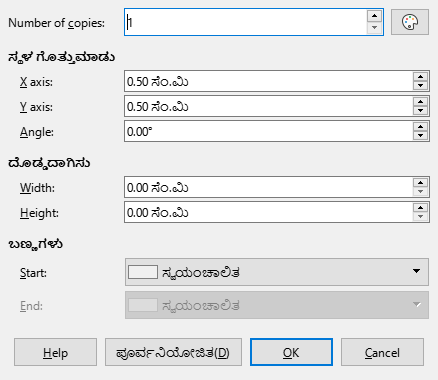 Number of copies: 1
ಸ್ಥಳ ಗೊತ್ತುಮಾಡು
X axis: 0.50 ಸೆಂ.ಮಿ
Y axis: 0.50 ಸೆಂ.ಮಿ
Angle: 0.00°
ದೊಡ್ಡದಾಗಿಸು
Width: 0.00 ಸೆಂ.ಮಿ
Height: 0.00 ಸೆಂ.ಮಿ
ಬಣ್ಣಗಳು
Start: ಸ್ವಯಂಚಾಲಿತ
End: ಸ್ವಯಂಚಾಲಿತ
Help ಪೂರ್ವನಿಯೋಜಿತ(D) OK Cancel